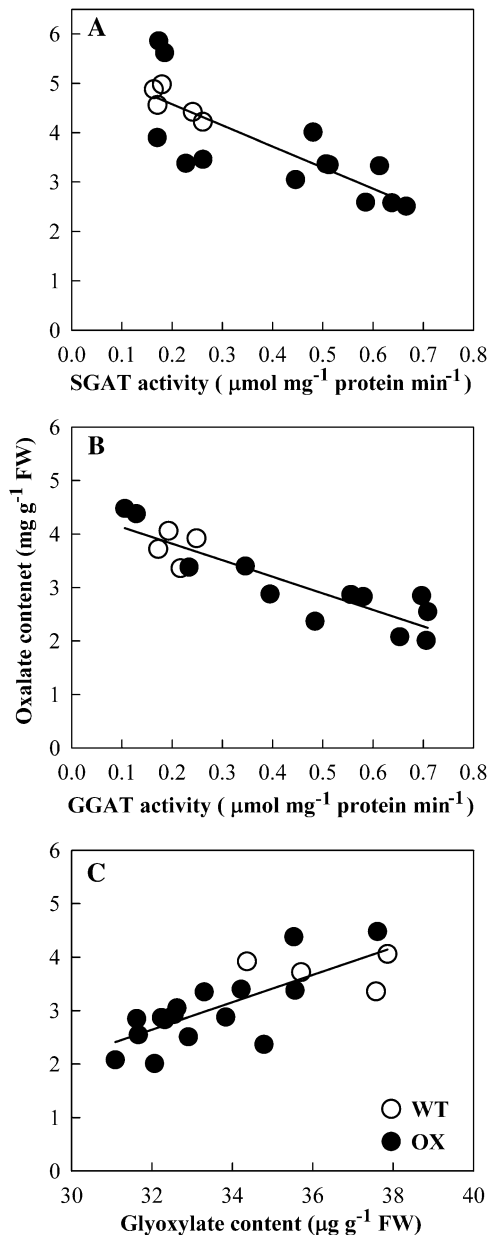 A
6
5
4
3
2
1
0
0.0 0.1 0.2 0.3 0.4 0.5 0.6 0.7 0.8
SGAT activity ( μmol mg-1 protein min-1)
B
6
5
4
3
2
1
0
0.0 0.1 0.2 0.3 0.4 0.5 0.6 0.7 0.8
GGAT activity ( μmol mg-1 protein min-1)
Oxalate contenet (mg g-1 FW)
C
6
5
4
3
2
1
0
WT
OX
30 32 34 36 38 40
Glyoxylate content (μg g-1 FW)